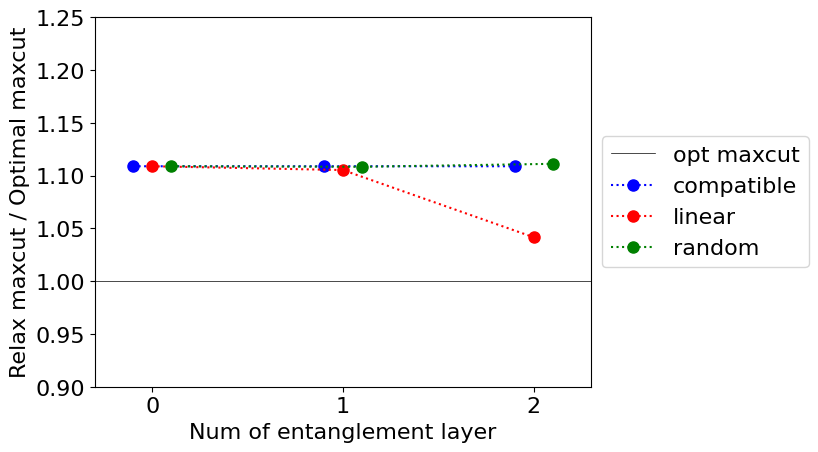 1.25
1.20
1.15
1.10
1.05
1.00
0.95
0.90
Relax maxcut / Optimal maxcut
0 1 2
Num of entanglement layer
opt maxcut
compatible
linear
random